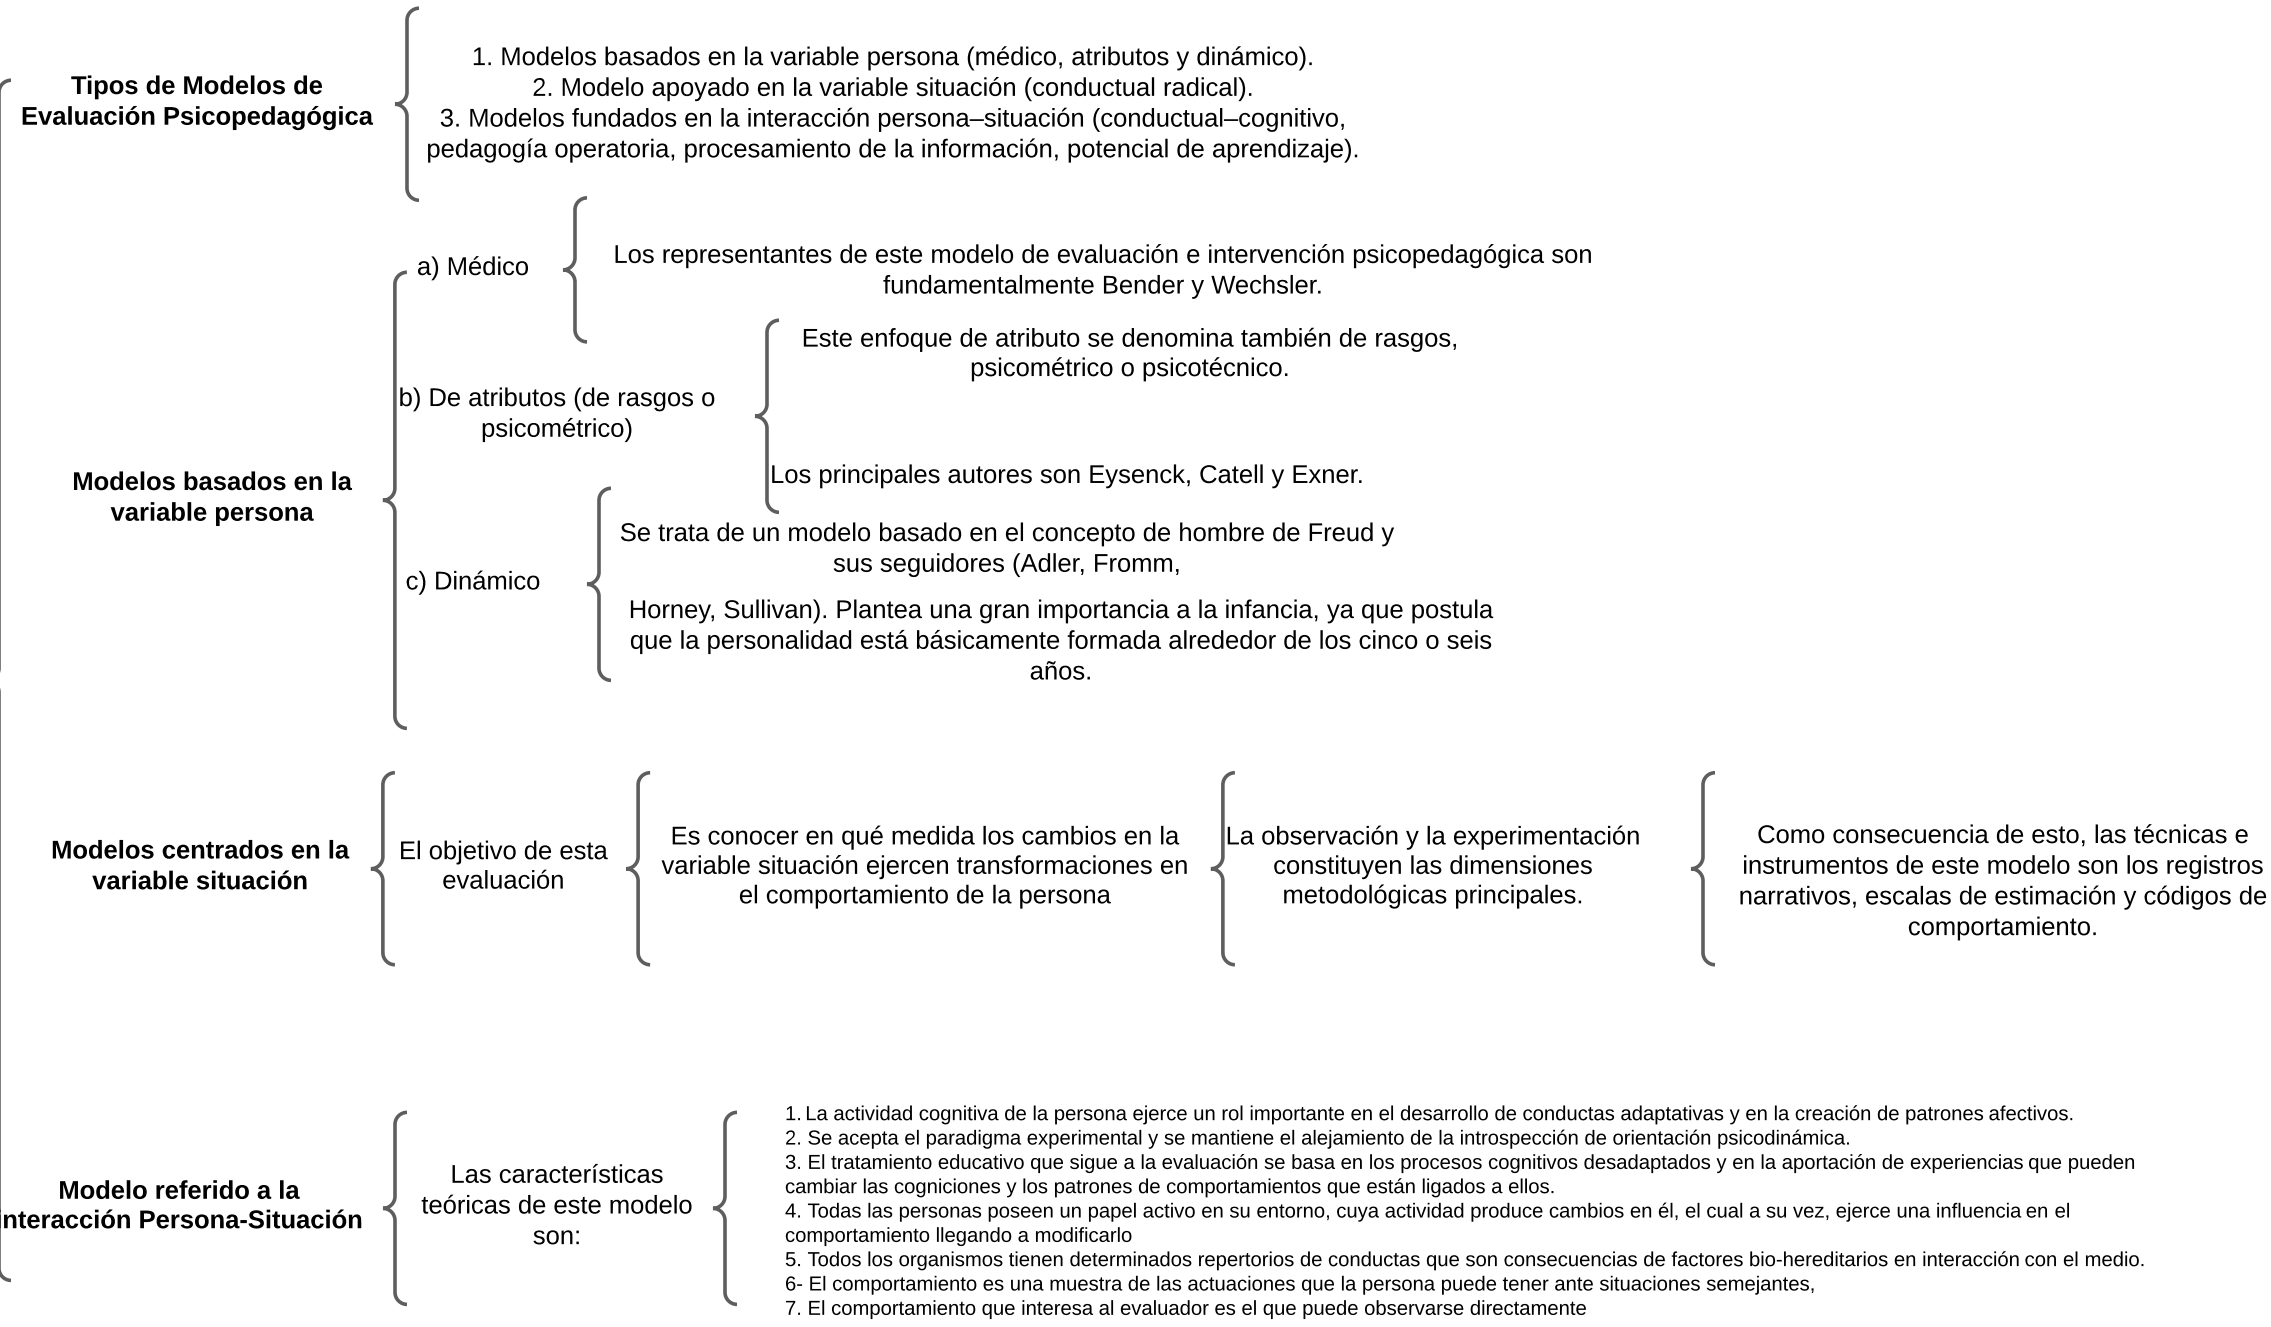 Tipos de Modelos de
Evaluación Psicopedagógica
1. Modelos basados en la variable persona (médico, atributos y dinámico).
2. Modelo apoyado en la variable situación (conductual radical).
3. Modelos fundados en la interacción persona–situación (conductual–cognitivo,
pedagogía operatoria, procesamiento de la información, potencial de aprendizaje).
Modelos basados en la
variable persona
a) Médico
Los representantes de este modelo de evaluación e intervención psicopedagógica son
fundamentalmente Bender y Wechsler.
b) De atributos (de rasgos o
psicométrico)
Este enfoque de atributo se denomina también de rasgos,
psicométrico o psicotécnico.
Los principales autores son Eysenck, Catell y Exner.
c) Dinámico
Se trata de un modelo basado en el concepto de hombre de Freud y
sus seguidores (Adler, Fromm,
Horney, Sullivan). Plantea una gran importancia a la infancia, ya que postula
que la personalidad está básicamente formada alrededor de los cinco o seis
años.
Modelos centrados en la
variable situación
El objetivo de esta
evaluación
Es conocer en qué medida los cambios en la
variable situación ejercen transformaciones en
el comportamiento de la persona
La observación y la experimentación
constituyen las dimensiones
metodológicas principales.
Como consecuencia de esto, las técnicas e
instrumentos de este modelo son los registros
narrativos, escalas de estimación y códigos de
comportamiento.
Modelo referido a la
interacción Persona-Situación
Las características
teóricas de este modelo
son:
1. La actividad cognitiva de la persona ejerce un rol importante en el desarrollo de conductas adaptativas y en la creación de patrones afectivos.
2. Se acepta el paradigma experimental y se mantiene el alejamiento de la introspección de orientación psicodinámica.
3. El tratamiento educativo que sigue a la evaluación se basa en los procesos cognitivos desadaptados y en la aportación de experiencias que pueden
cambiar las cogniciones y los patrones de comportamientos que están ligados a ellos.
4. Todas las personas poseen un papel activo en su entorno, cuya actividad produce cambios en él, el cual a su vez, ejerce una influencia en el
comportamiento llegando a modificarlo
5. Todos los organismos tienen determinados repertorios de conductas que son consecuencias de factores bio-hereditarios en interacción con el medio.
6- El comportamiento es una muestra de las actuaciones que la persona puede tener ante situaciones semejantes,
7. El comportamiento que interesa al evaluador es el que puede observarse directamente